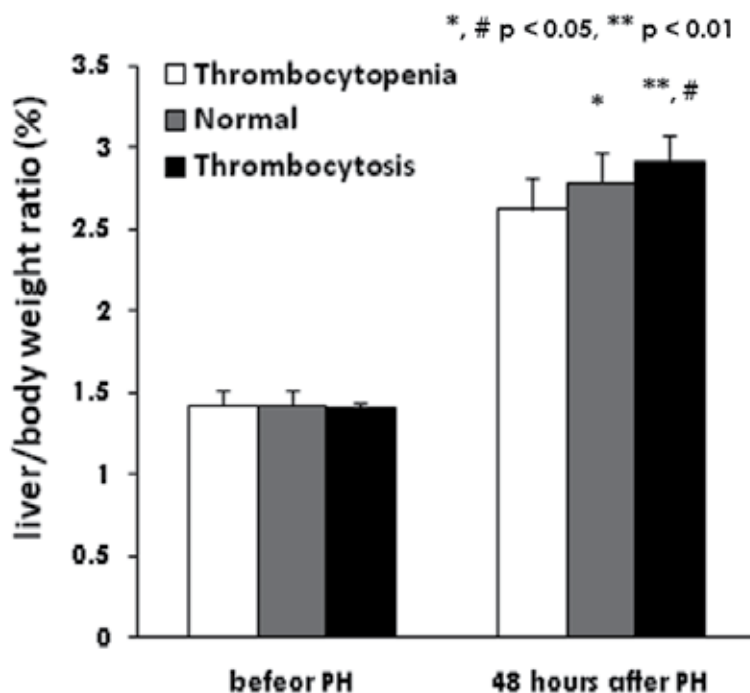 *, # p < 0.05, ** p < 0.01
liver/body weight ratio (%)
3.5
3
2.5
2
1.5
1
0.5
0
Thrombocytopenia
Normal
Thrombocytosis
*
**, #
befeor PH
48 hours after PH